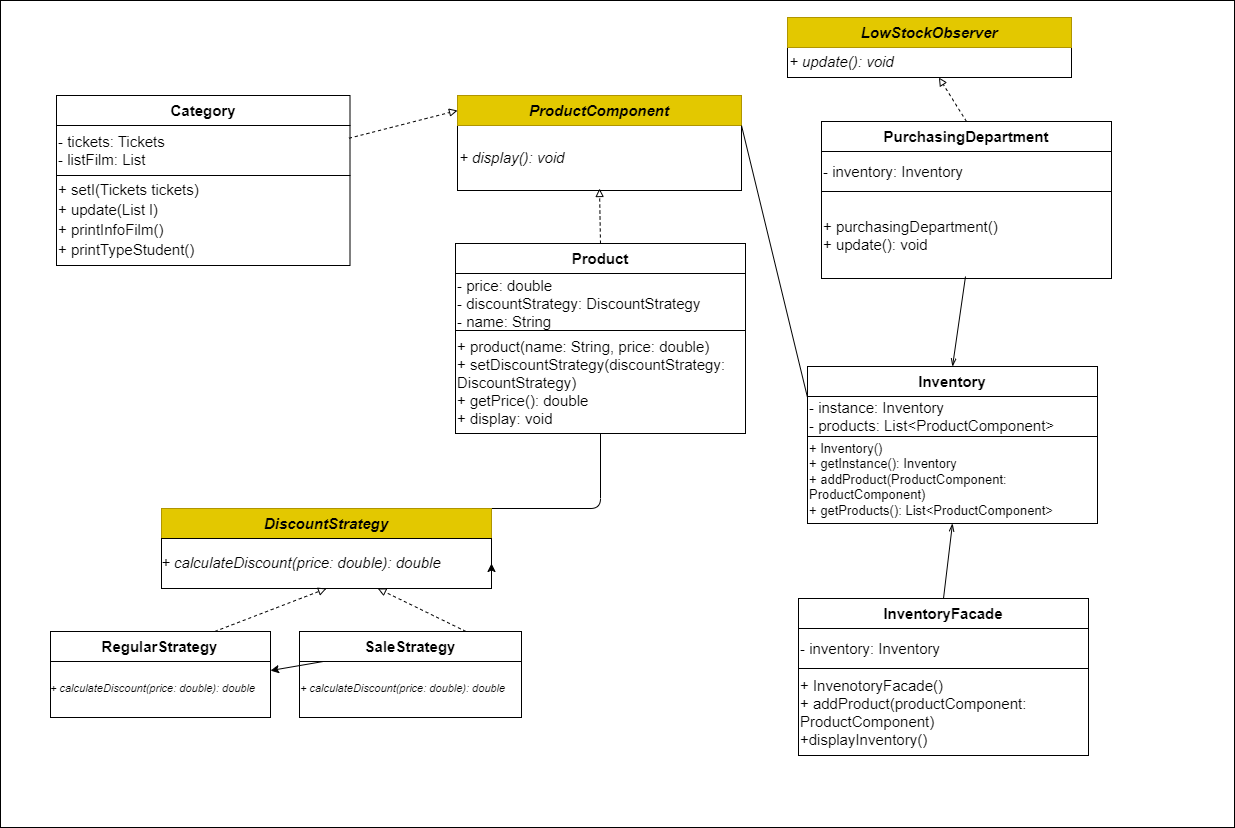 LowStockObserver
+ update(): void
Category
- tickets: Tickets
- listFilm: List
+ setI(Tickets tickets)
+ update(List l)
+ printInfoFilm()
+ printTypeStudent()
ProductComponent
+ display(): void
PurchasingDepartment
- inventory: Inventory
+ purchasingDepartment()
+ update(): void
Product
- price: double
- discountStrategy: DiscountStrategy
- name: String
+ product(name: String, price: double)
+ setDiscountStrategy(discountStrategy:
DiscountStrategy)
+ getPrice(): double
+ display: void
Inventory
- instance: Inventory
- products: List<ProductComponent>
+ Inventory()
+ getInstance(): Inventory
+ addProduct(ProductComponent:
ProductComponent)
+ getProducts(): List<ProductComponent>
DiscountStrategy
+ calculateDiscount(price: double): double
RegularStrategy
+ calculateDiscount(price: double): double
SaleStrategy
+ calculateDiscount(price: double): double
InventoryFacade
- inventory: Inventory
+ InvenotoryFacade()
+ addProduct(productComponent:
ProductComponent)
+displayInventory()